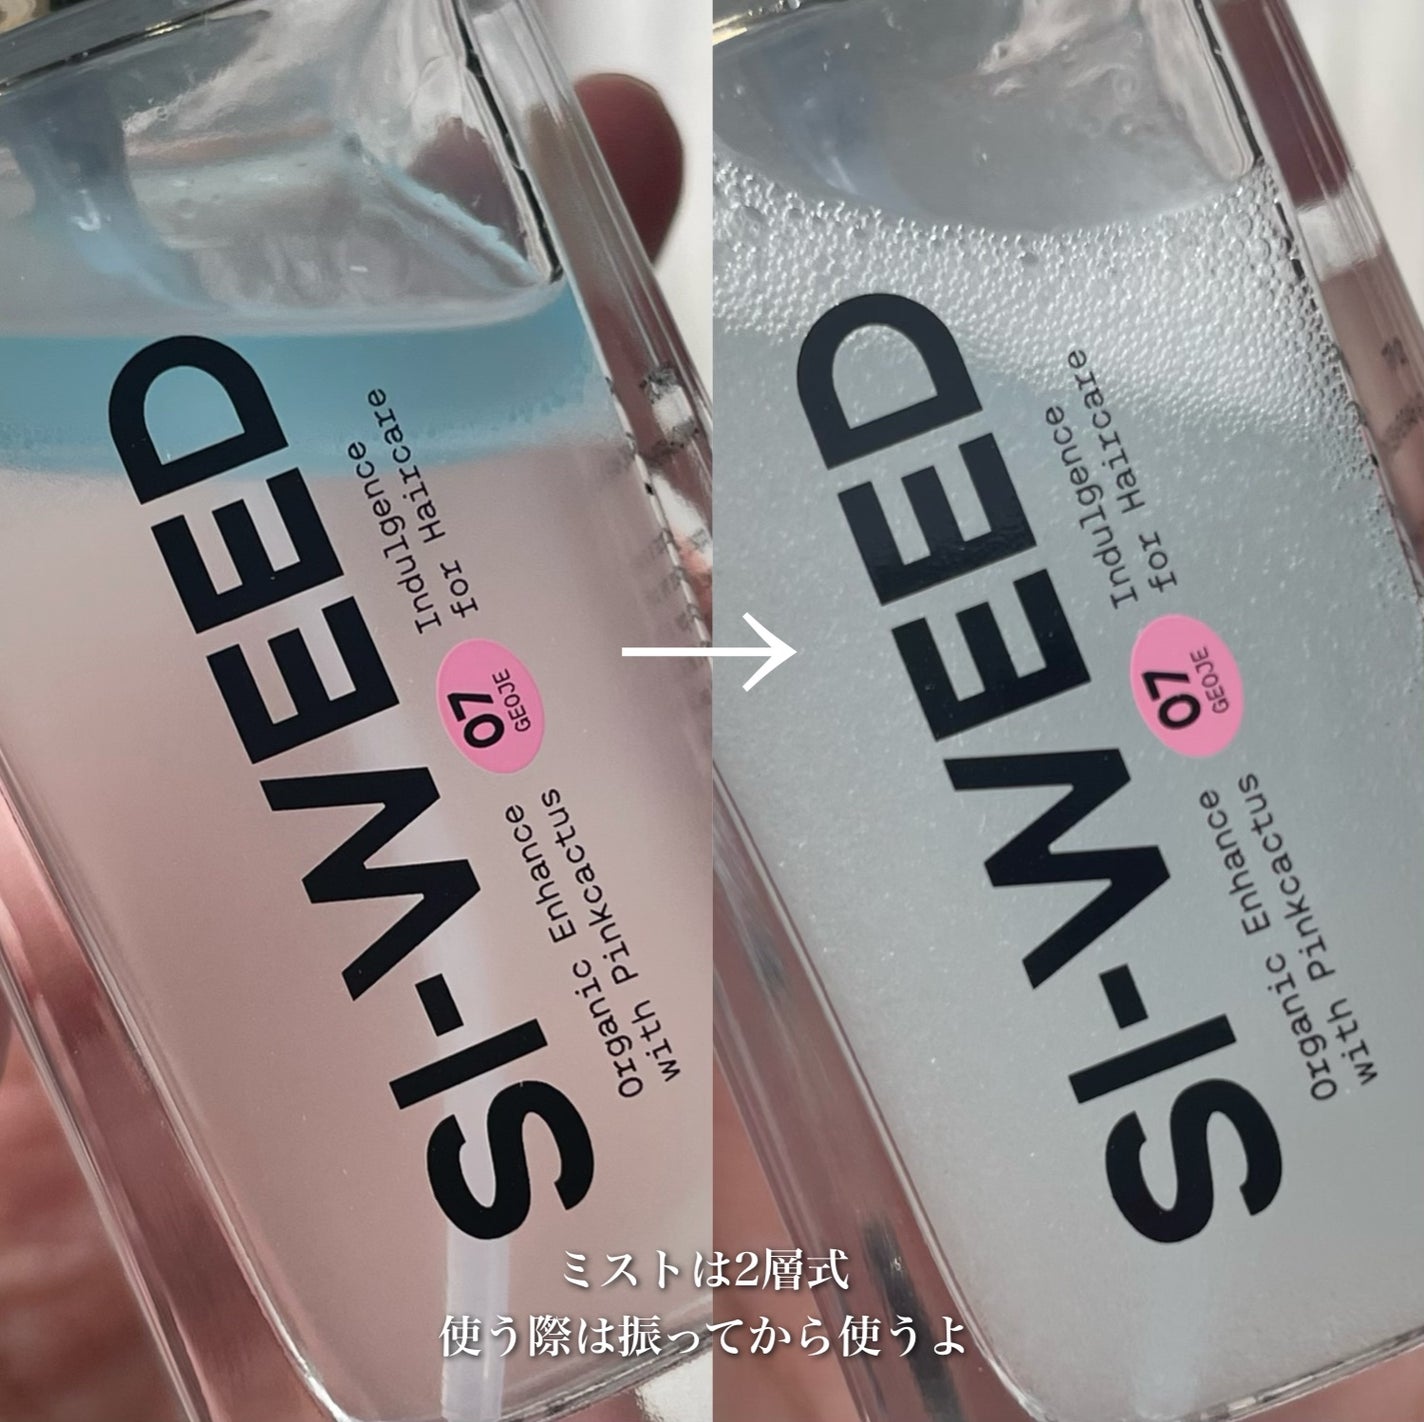 SI-WEED
Organic Enhance
with Pinkcactus
07
GEOJE
Indulgence
for Haircare
SI-WEED
Organic Enhance
with Pinkcactus
07
GEOJE
Indulgence
for Haircare
ミストは2層式
使う際は振ってから使うよ